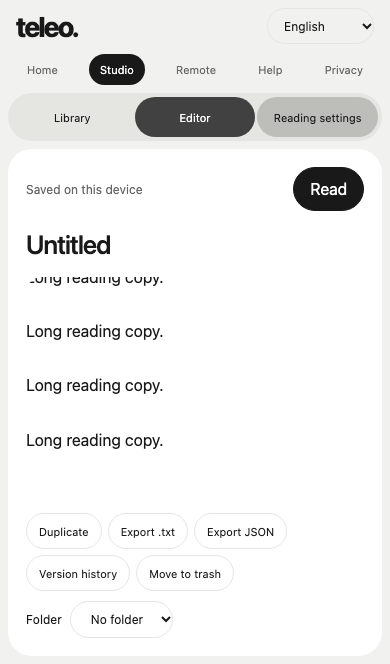 teleo.
English
Home Studio Remote Help Privacy
Library Editor Reading settings
Saved on this device Read
Untitled
Long reading copy.
Long reading copy.
Long reading copy.
Long reading copy.
Duplicate Export .txt Export JSON
Version history Move to trash
Folder No folder